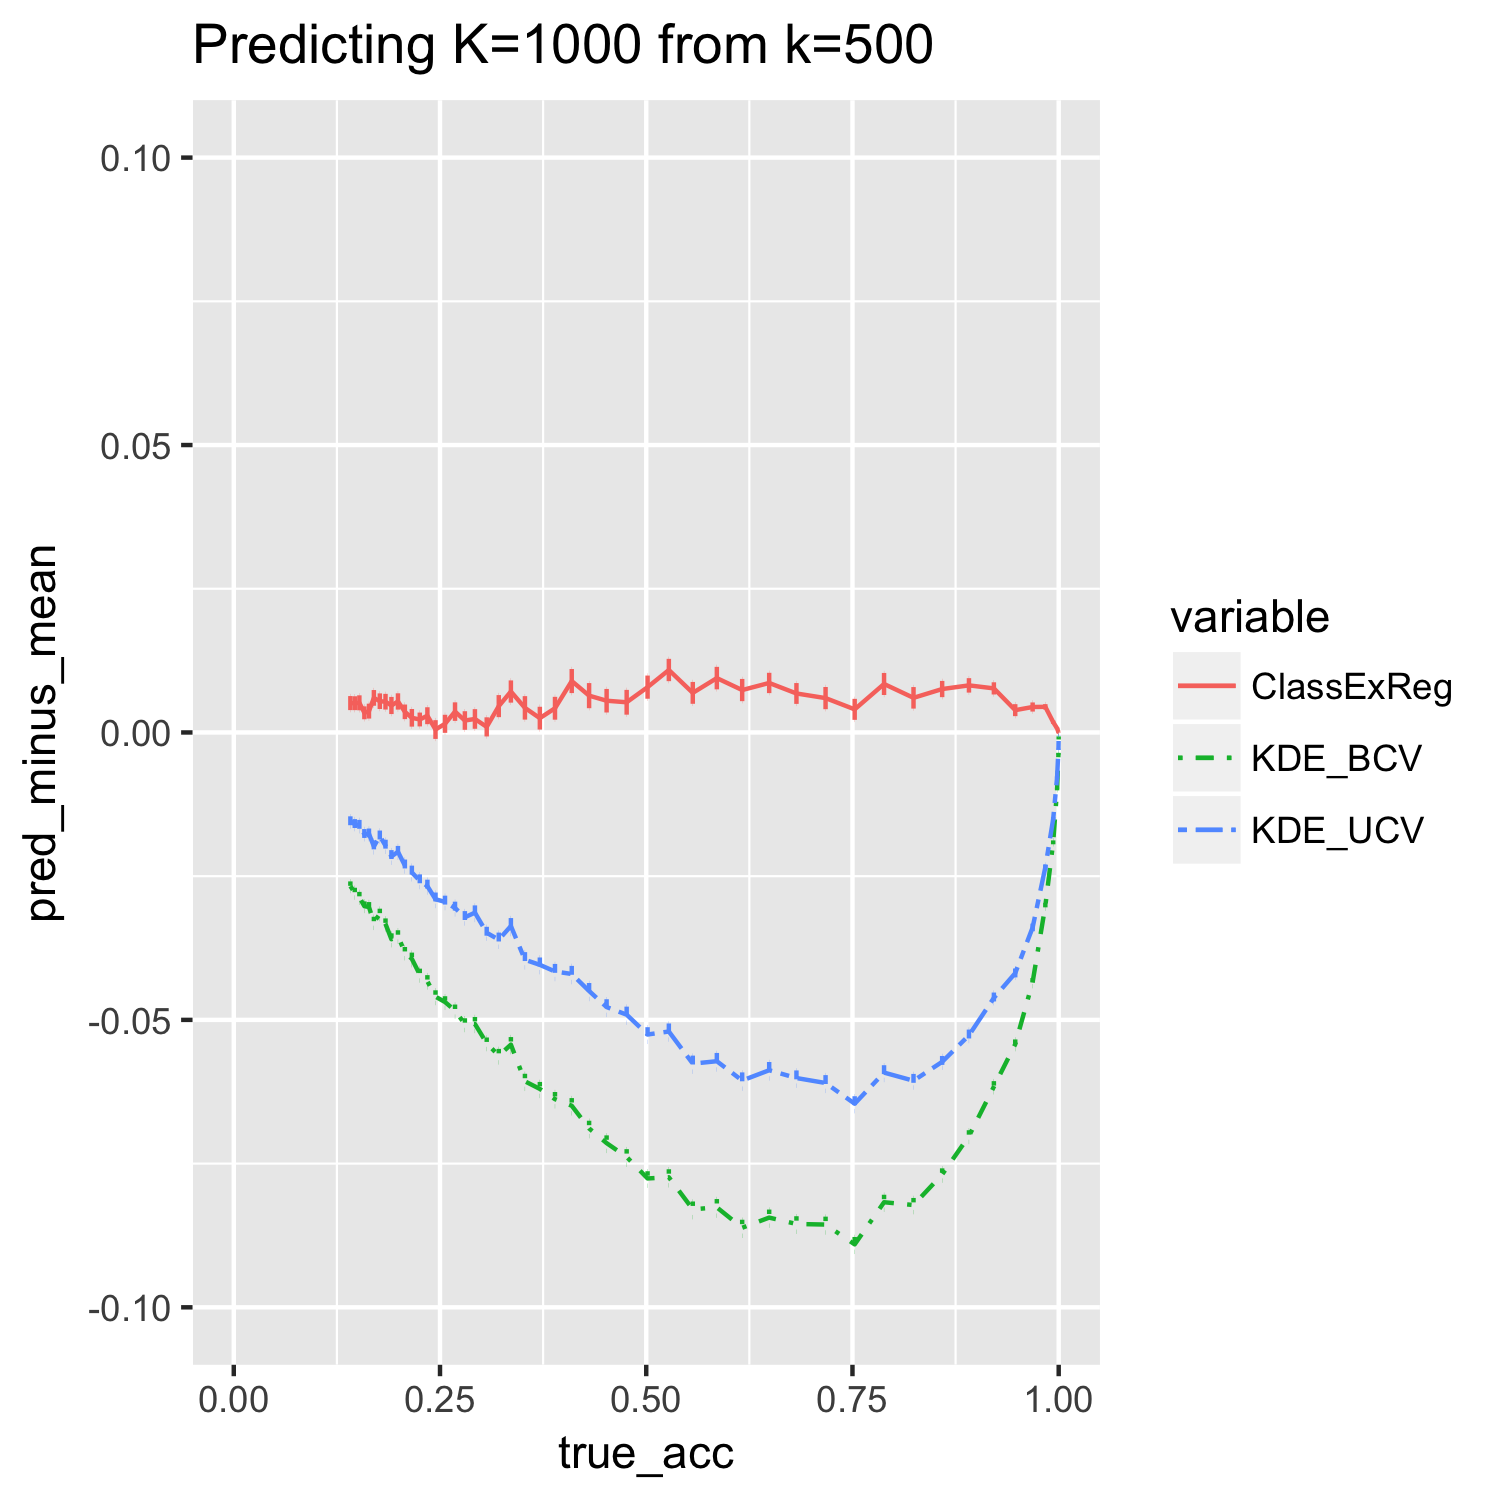 Predicting K=1000 from k=500
0.10
0.05
0.00
-0.05
-0.10
pred_minus_mean
0.00 0.25 0.50 0.75 1.00
true_acc
variable
ClassExReg
KDE_BCV
KDE_UCV